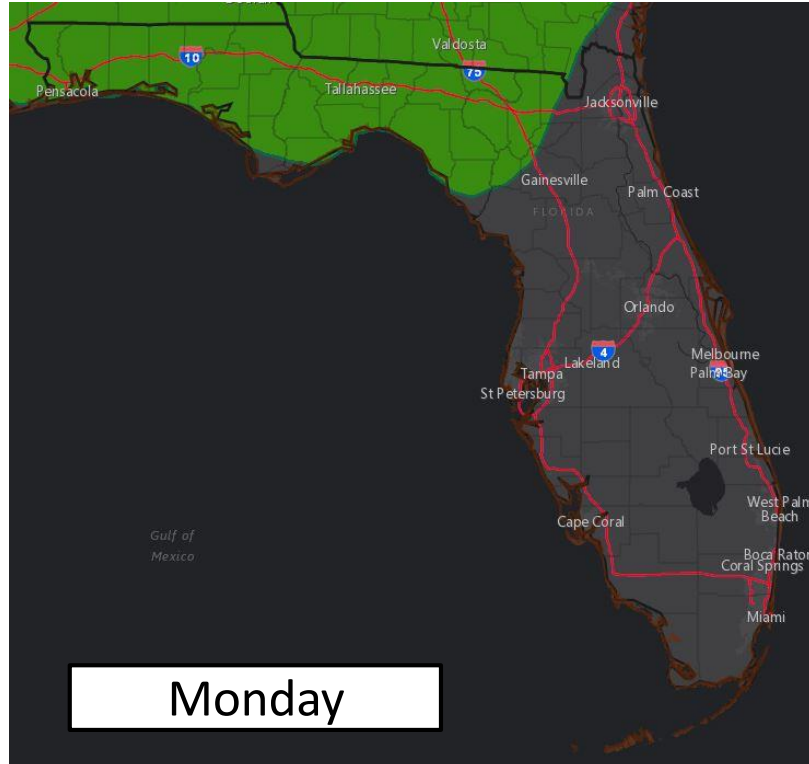 Valdosta
10
75
Pensacola
Tallahassee
Jacksonville
Gainesville
Palm Coast
FLORIDA
Orlando
4
Lakeland
Melbourne
Tampa
Palm Bay
95
St Petersburg
Port St Lucie
West Palm
Beach
Cape Coral
Gulf of
Mexico
Boca Raton
Coral Springs
Miami
Monday